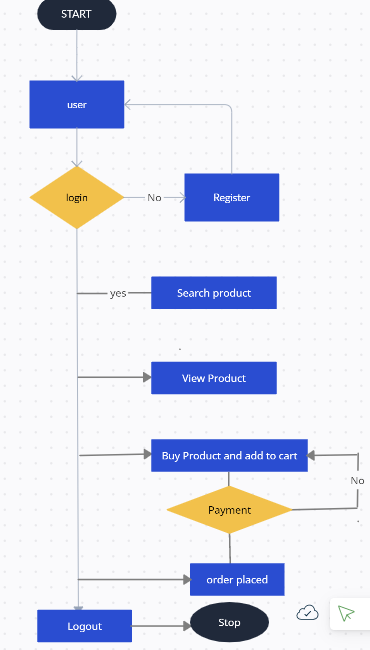 START
user
login
No
Register
yes
Search product
View Product
Buy Product and add to cart
No
Payment
order placed
Logout
Stop